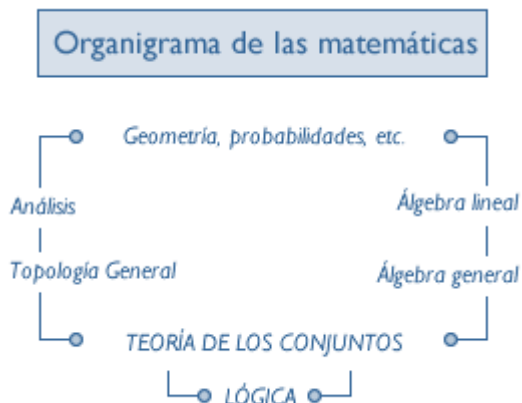 Organigrama de las matemáticas
Geometría, probabilidades, etc.
Análisis
Álgebra lineal
Topología General
Álgebra general
TEORÍA DE LOS CONJUNTOS
LÓGICA